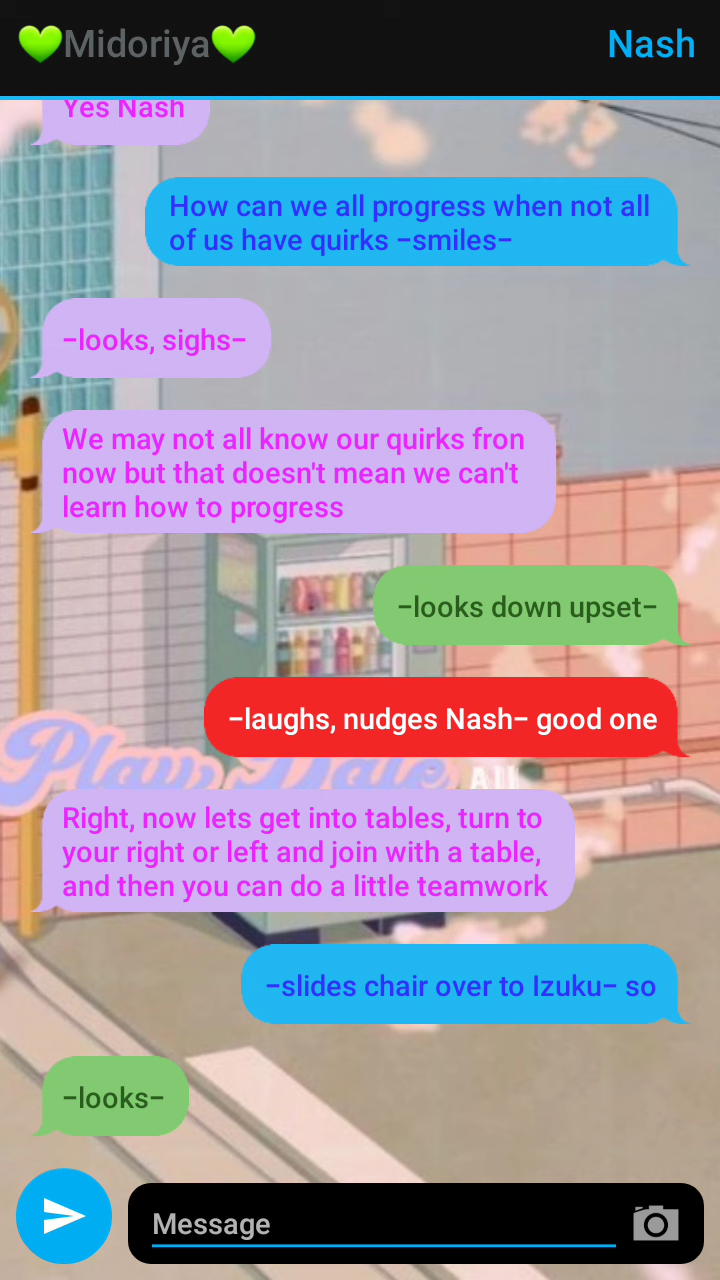 💚Midoriya💚 Nash
Yes Nash
How can we all progress when not all
of us have quirks –smiles–
–looks, sighs–
We may not all know our quirks fron
now but that doesn't mean we can't
learn how to progress
–looks down upset–
–laughs, nudges Nash– good one
Play Date
Right, now lets get into tables, turn to
your right or left and join with a table,
and then you can do a little teamwork
–slides chair over to Izuku– so
–looks–
Message